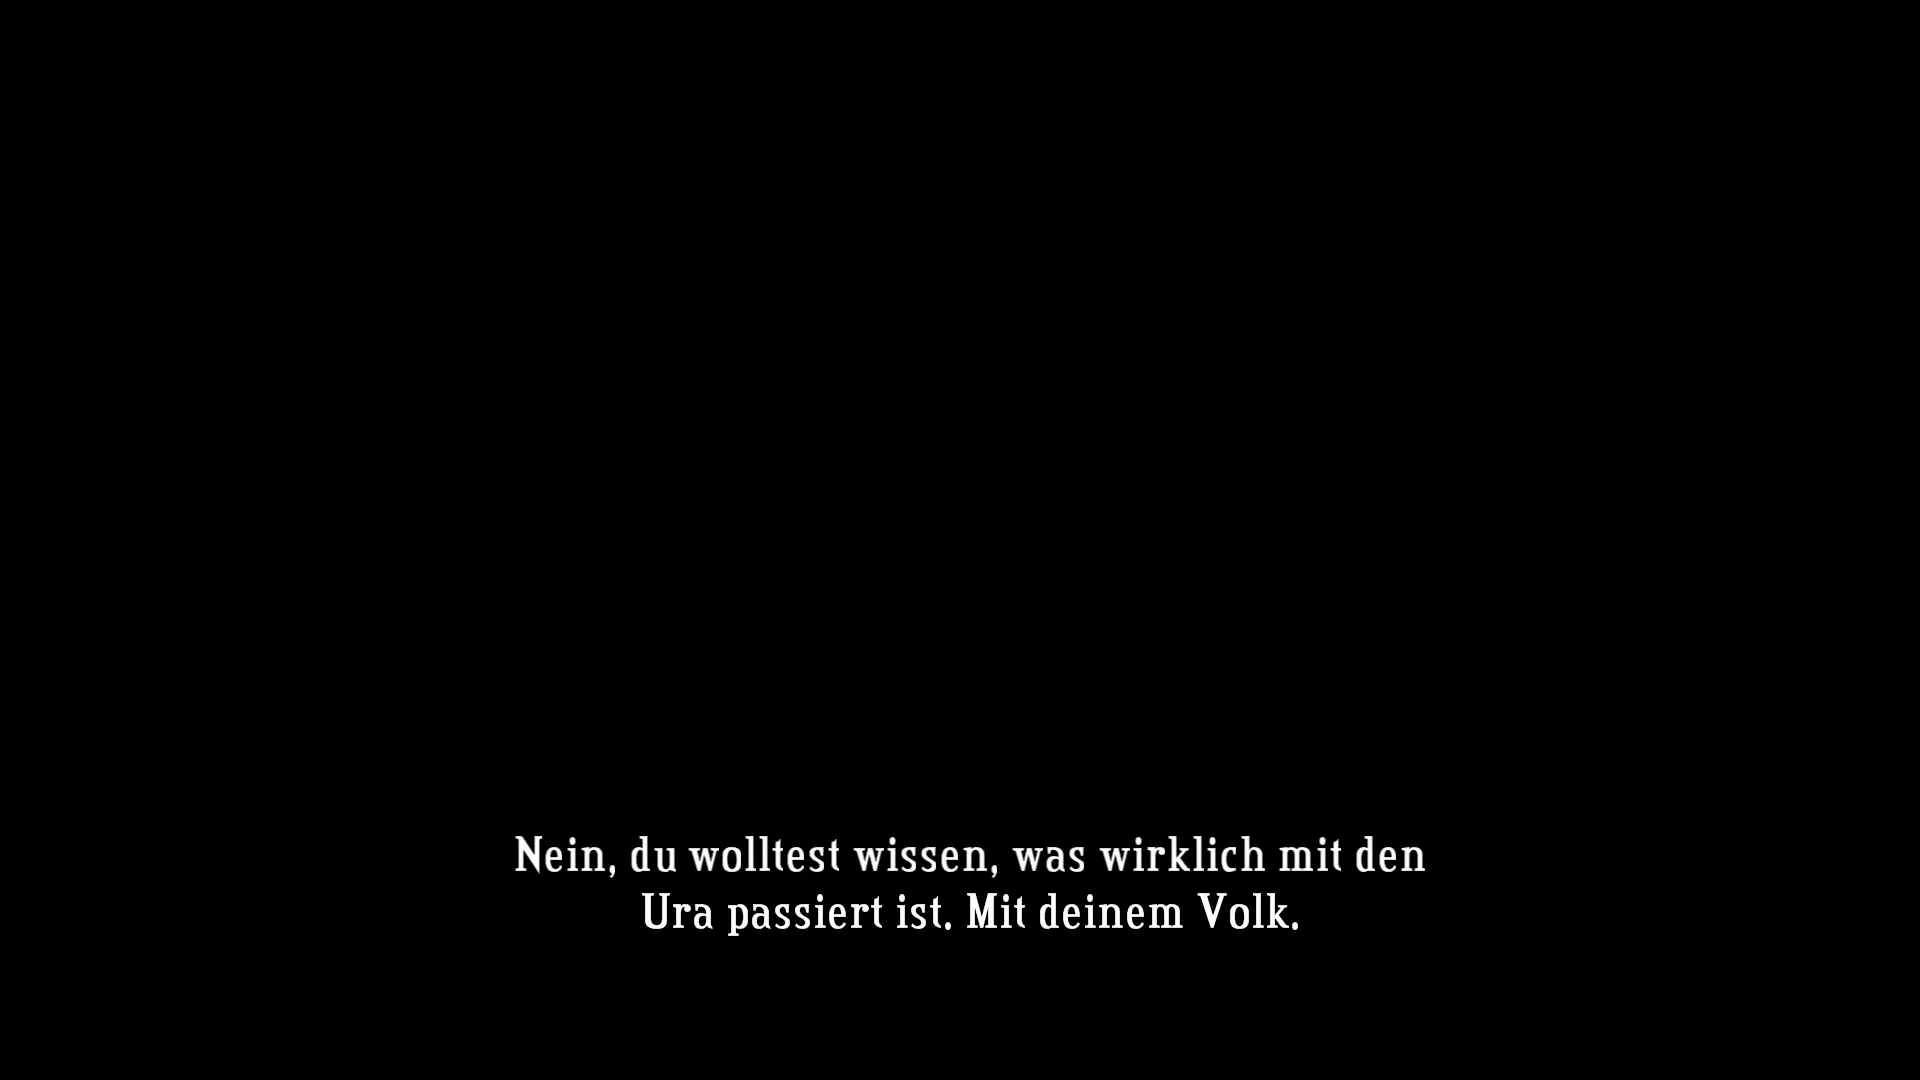 Nein, du wolltest wissen, was wirklich mit den
Ura passiert ist. Mit deinem Volk.